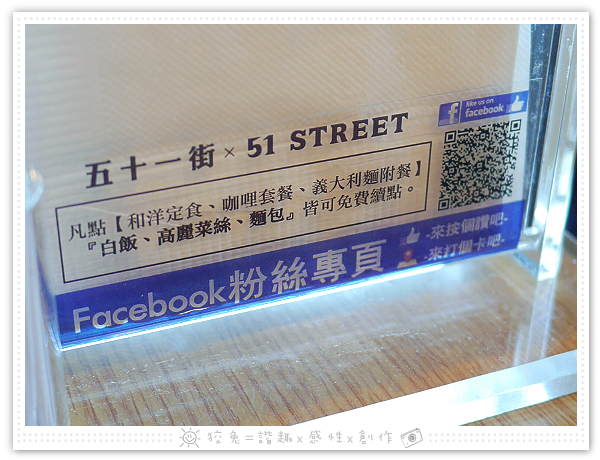 like us on
facebook
五十一街 × 51 STREET
凡點【和洋定食、咖哩套餐、義大利麵附餐】
『白飯、高麗菜絲、麵包』皆可免費續點。
Facebook粉絲專頁
-來按個讚吧-
-來打個卡吧-
狡兔=諧趣x感性x創作